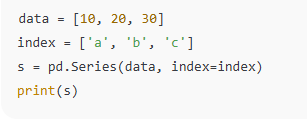 data = [10, 20, 30]
index = ['a', 'b', 'c']
s = pd.Series(data, index=index)
print(s)